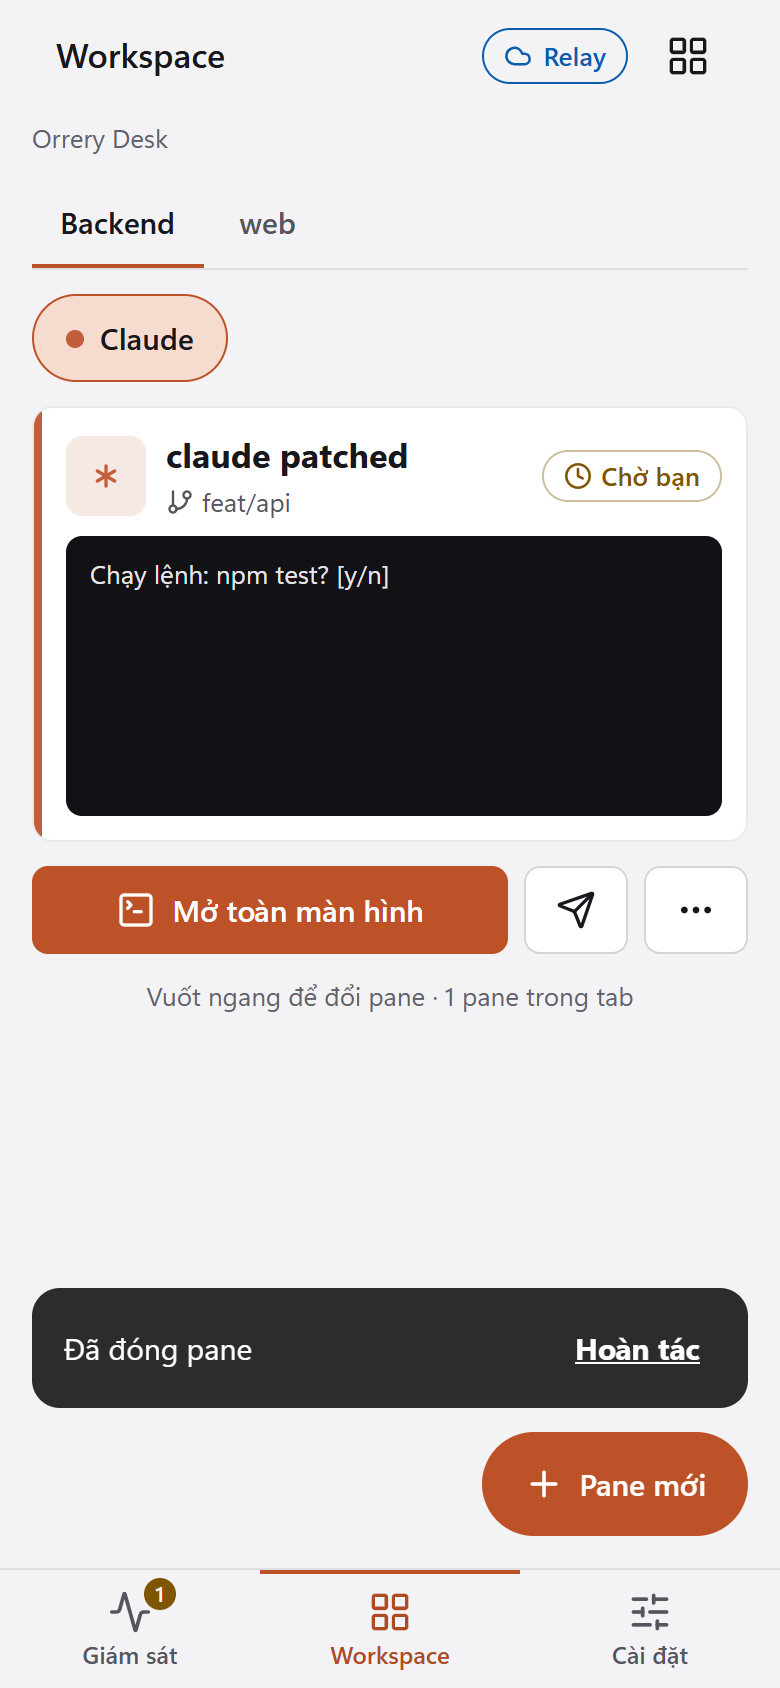 Workspace
Relay
Orrery Desk
Backend
web
Claude
claude patched
Chờ bạn
feat/api
Chạy lệnh: npm test? [y/n]
Mở toàn màn hình
Vuốt ngang để đổi pane · 1 pane trong tab
Đã đóng pane
Hoàn tác
Pane mới
1
Giám sát
Workspace
Cài đặt